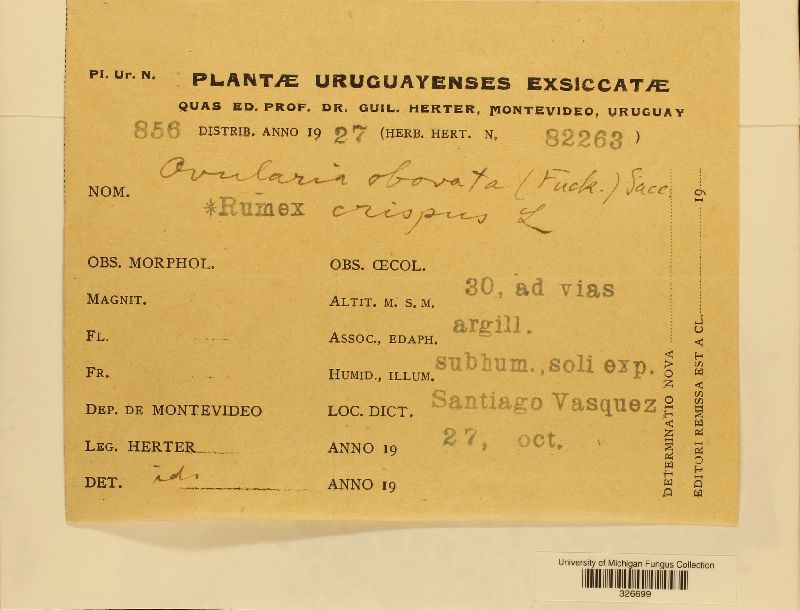 Pl. Ur. N. PLANTÆ URUGUAYENSES EXSICCATÆ
QUAS ED. PROF. DR. GUIL. HERTER, MONTEVIDEO, URUGUAY
856 DISTRIB. ANNO 19 27 (HERB. HERT. N. 82263 )
NOM. Ovularia obovata (Fuck.) Sacc.
*Rumex crispus L
OBS. MORPHOL. OBS. ŒCOL.
MAGNIT. ALTIT. M. S. M. 30, ad vias
FL. ASSOC., EDAPH. argill.
FR. HUMID., ILLUM. subhum., soli exp.
DEP. DE MONTEVIDEO LOC. DICT. Santiago Vasquez
LEG. HERTER ANNO 19 27, oct.
DET. id. ANNO 19
DETERMINATIO NOVA
EDITORI REMISSA EST A CL. 19
University of Michigan Fungus Collection
326699